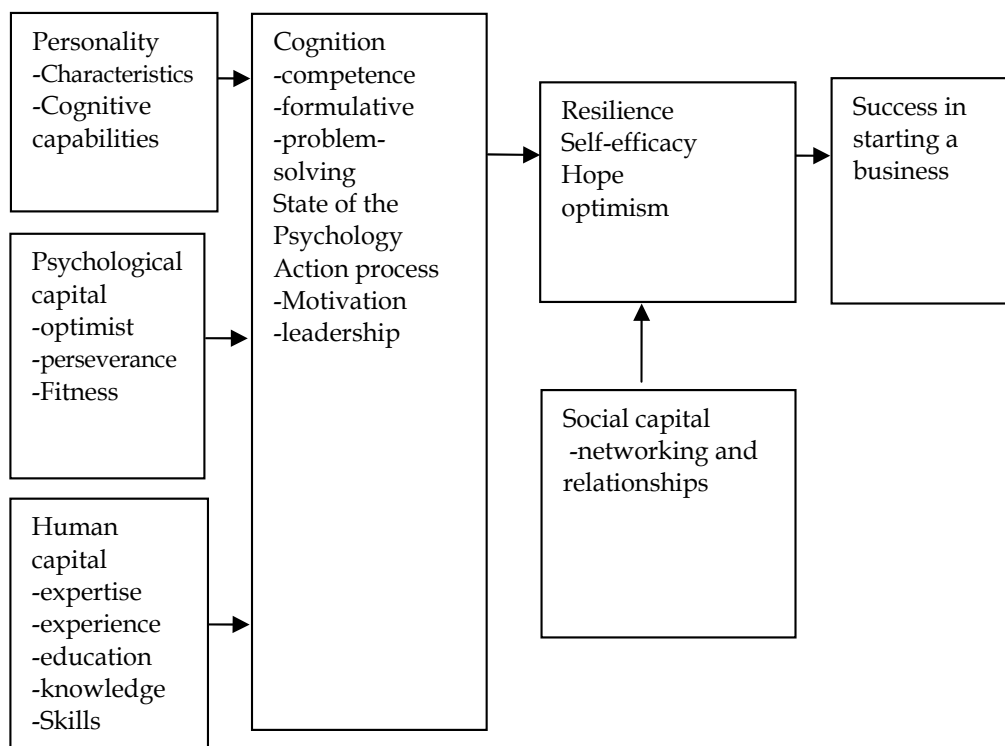 Personality
-Characteristics
-Cognitive
capabilities
Psychological
capital
-optimist
-perseverance
-Fitness
Human
capital
-expertise
-experience
-education
-knowledge
-Skills
Cognition
-competence
-formulative
-problem-
solving
State of the
Psychology
Action process
-Motivation
-leadership
Resilience
Self-efficacy
Hope
optimism
Social capital
-networking and
relationships
Success in
starting a
business